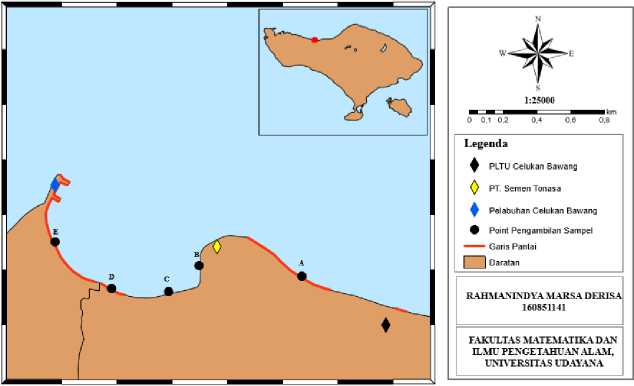 N
W E
S
1:25000
0 0,1 0,2 0,4 0,6 0,8
km
Legenda
PLTU Celukan Bawang
PT. Semen Tonasa
Pelabuhan Celukan Bawang
Point Pengambilan Sampel
Garis Pantai
Daratan
E
D
C
B
A
RAHMANINDYA MARSA DERISA
160851141
FAKULTAS MATEMATIKA DAN
ILMU PENGETAHUAN ALAM,
UNIVERSITAS UDAYANA